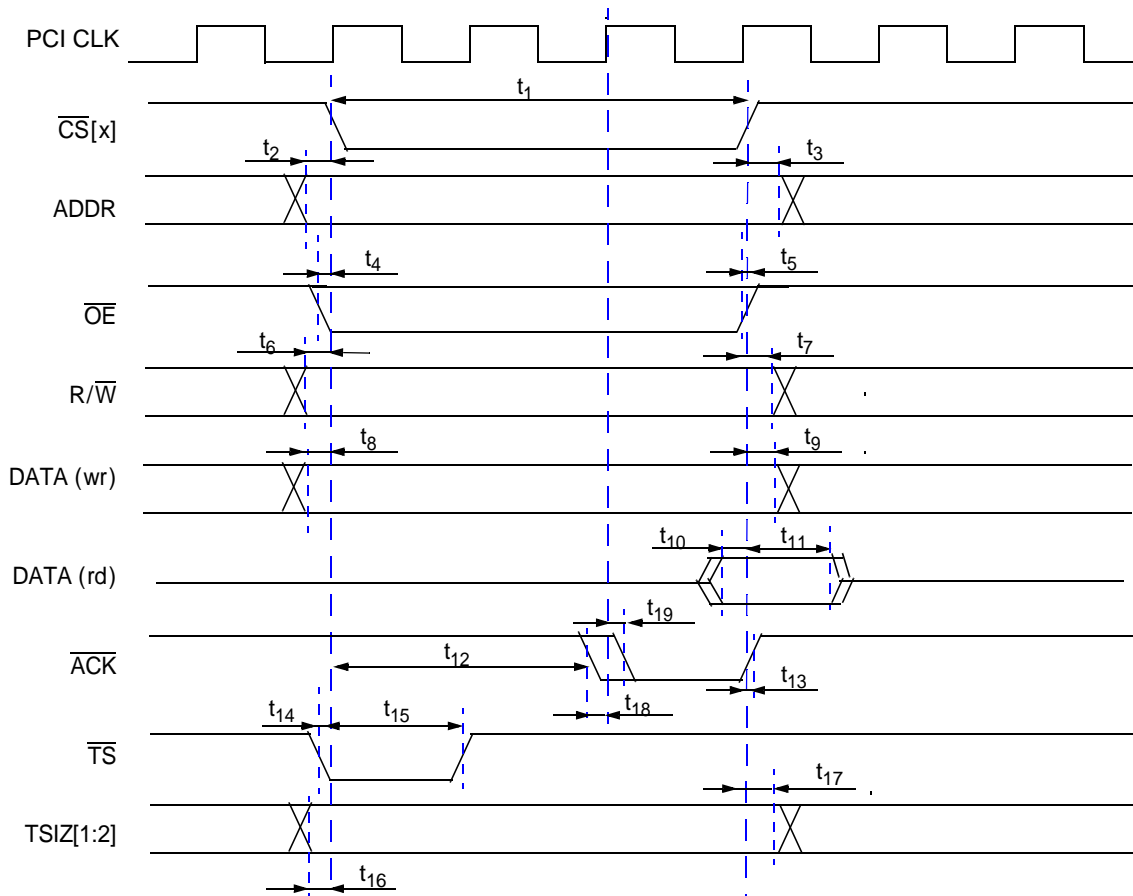 PCI CLK
t1
CS[x]
t2
t3
ADDR
t4
t5
OE
t6
t7
R/W
t8
t9
DATA (wr)
t10
t11
DATA (rd)
t19
ACK
t12
t13
t18
t14
t15
TS
t17
TSIZ[1:2]
t16